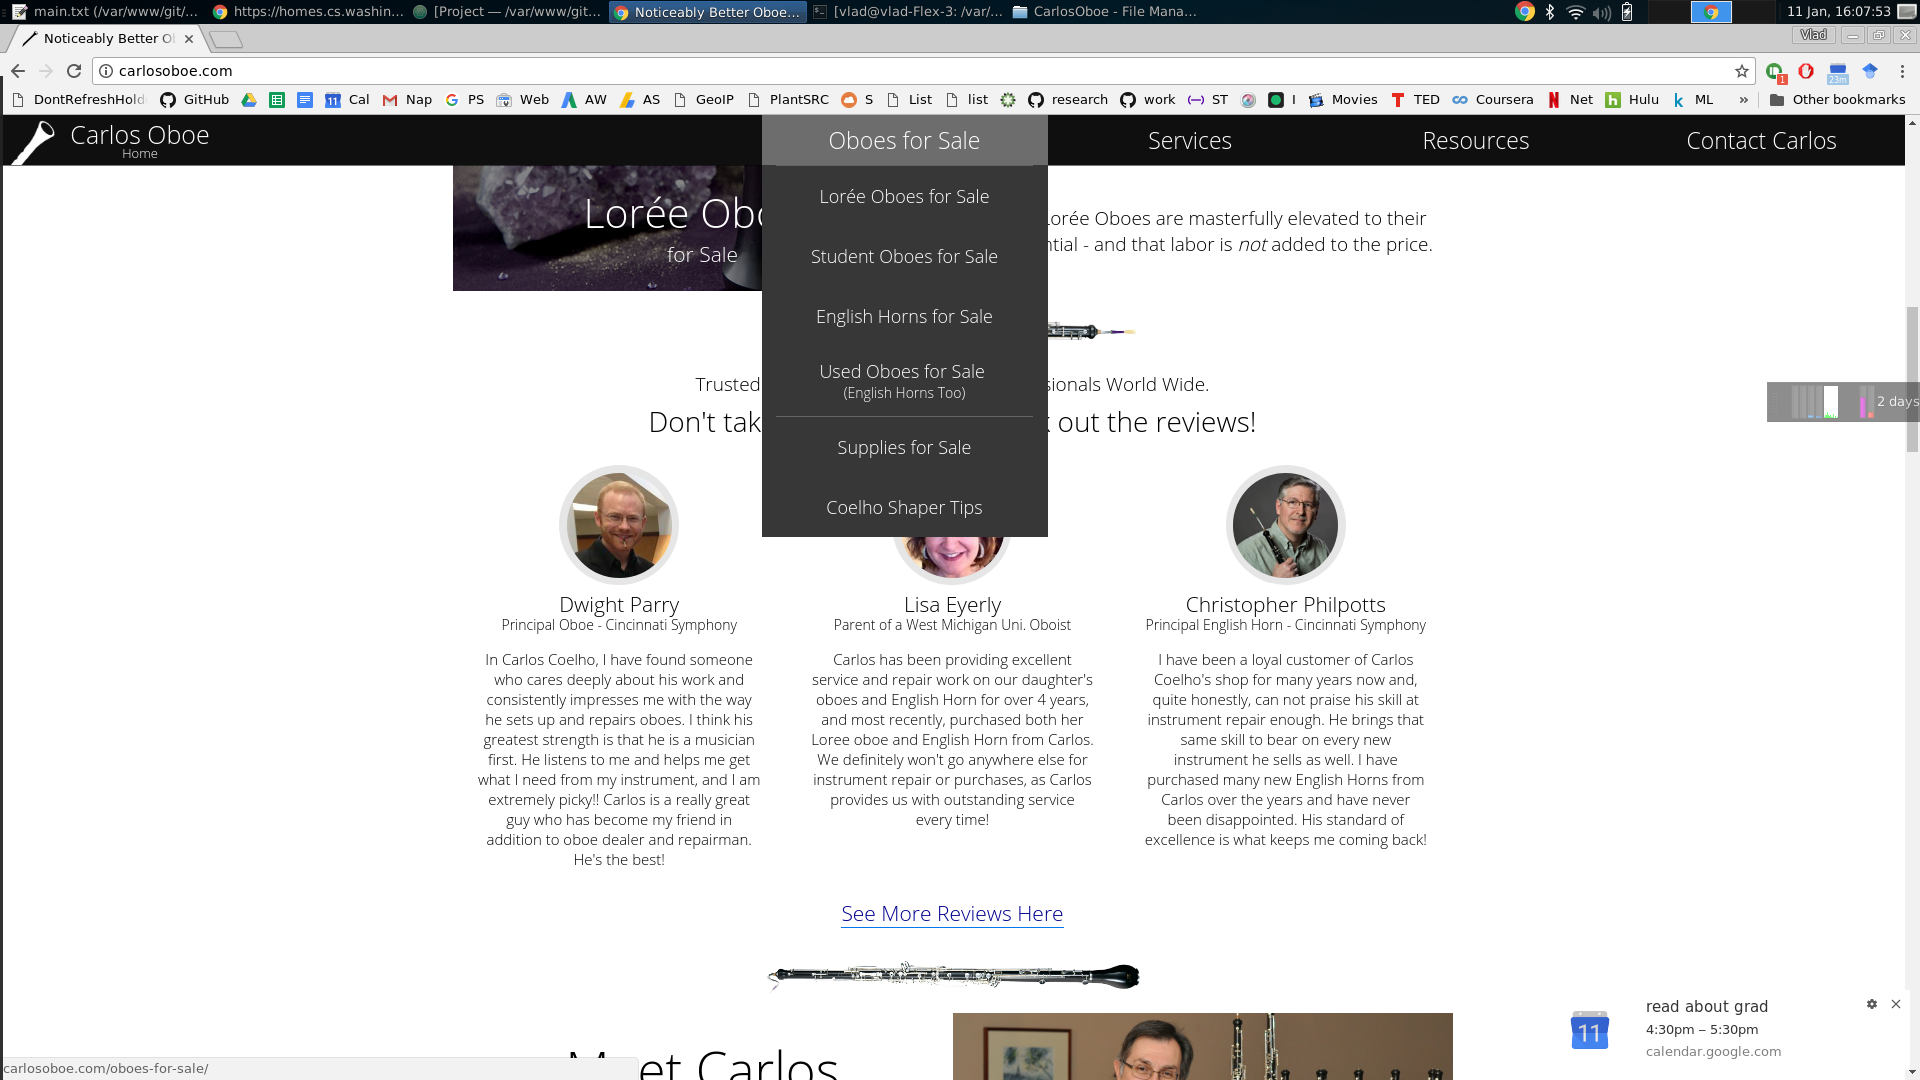 main.txt (/var/www/git/...
https://homes.cs.washin...
[Project — /var/www/git...
Noticeably Better Oboe...
[vlad@vlad-Flex-3: /var/...
CarlosOboe - File Mana...
11 Jan, 16:07:53
Noticeably Better O
Vlad
carlosoboe.com
1
23m
DontRefreshHold
GitHub
11
Cal
Nap
PS
Web
AW
AS
GeoIP
PlantSRC
S
List
list
research
work
ST
I
Movies
TED
Coursera
Net
Hulu
ML
»
Other bookmarks
Carlos Oboe
Home
Oboes for Sale
Services
Resources
Contact Carlos
Lorée Oboes for Sale
Student Oboes for Sale
English Horns for Sale
Used Oboes for Sale
(English Horns Too)
Supplies for Sale
Coelho Shaper Tips
Lorée Obo
for Sale
Lorée Oboes are masterfully elevated to their
ntial - and that labor is not added to the price.
Trusted
sionals World Wide.
Don't tak
out the reviews!
2 days
Dwight Parry
Principal Oboe - Cincinnati Symphony
In Carlos Coelho, I have found someone
who cares deeply about his work and
consistently impresses me with the way
he sets up and repairs oboes. I think his
greatest strength is that he is a musician
first. He listens to me and helps me get
what I need from my instrument, and I am
extremely picky!! Carlos is a really great
guy who has become my friend in
addition to oboe dealer and repairman.
He's the best!
Lisa Eyerly
Parent of a West Michigan Uni. Oboist
Carlos has been providing excellent
service and repair work on our daughter's
oboes and English Horn for over 4 years,
and most recently, purchased both her
Loree oboe and English Horn from Carlos.
We definitely won't go anywhere else for
instrument repair or purchases, as Carlos
provides us with outstanding service
every time!
Christopher Philpotts
Principal English Horn - Cincinnati Symphony
I have been a loyal customer of Carlos
Coelho's shop for many years now and,
quite honestly, can not praise his skill at
instrument repair enough. He brings that
same skill to bear on every new
instrument he sells as well. I have
purchased many new English Horns from
Carlos over the years and have never
been disappointed. His standard of
excellence is what keeps me coming back!
See More Reviews Here
Meet Carlos
11
read about grad
4:30pm – 5:30pm
calendar.google.com
carlosoboe.com/oboes-for-sale/